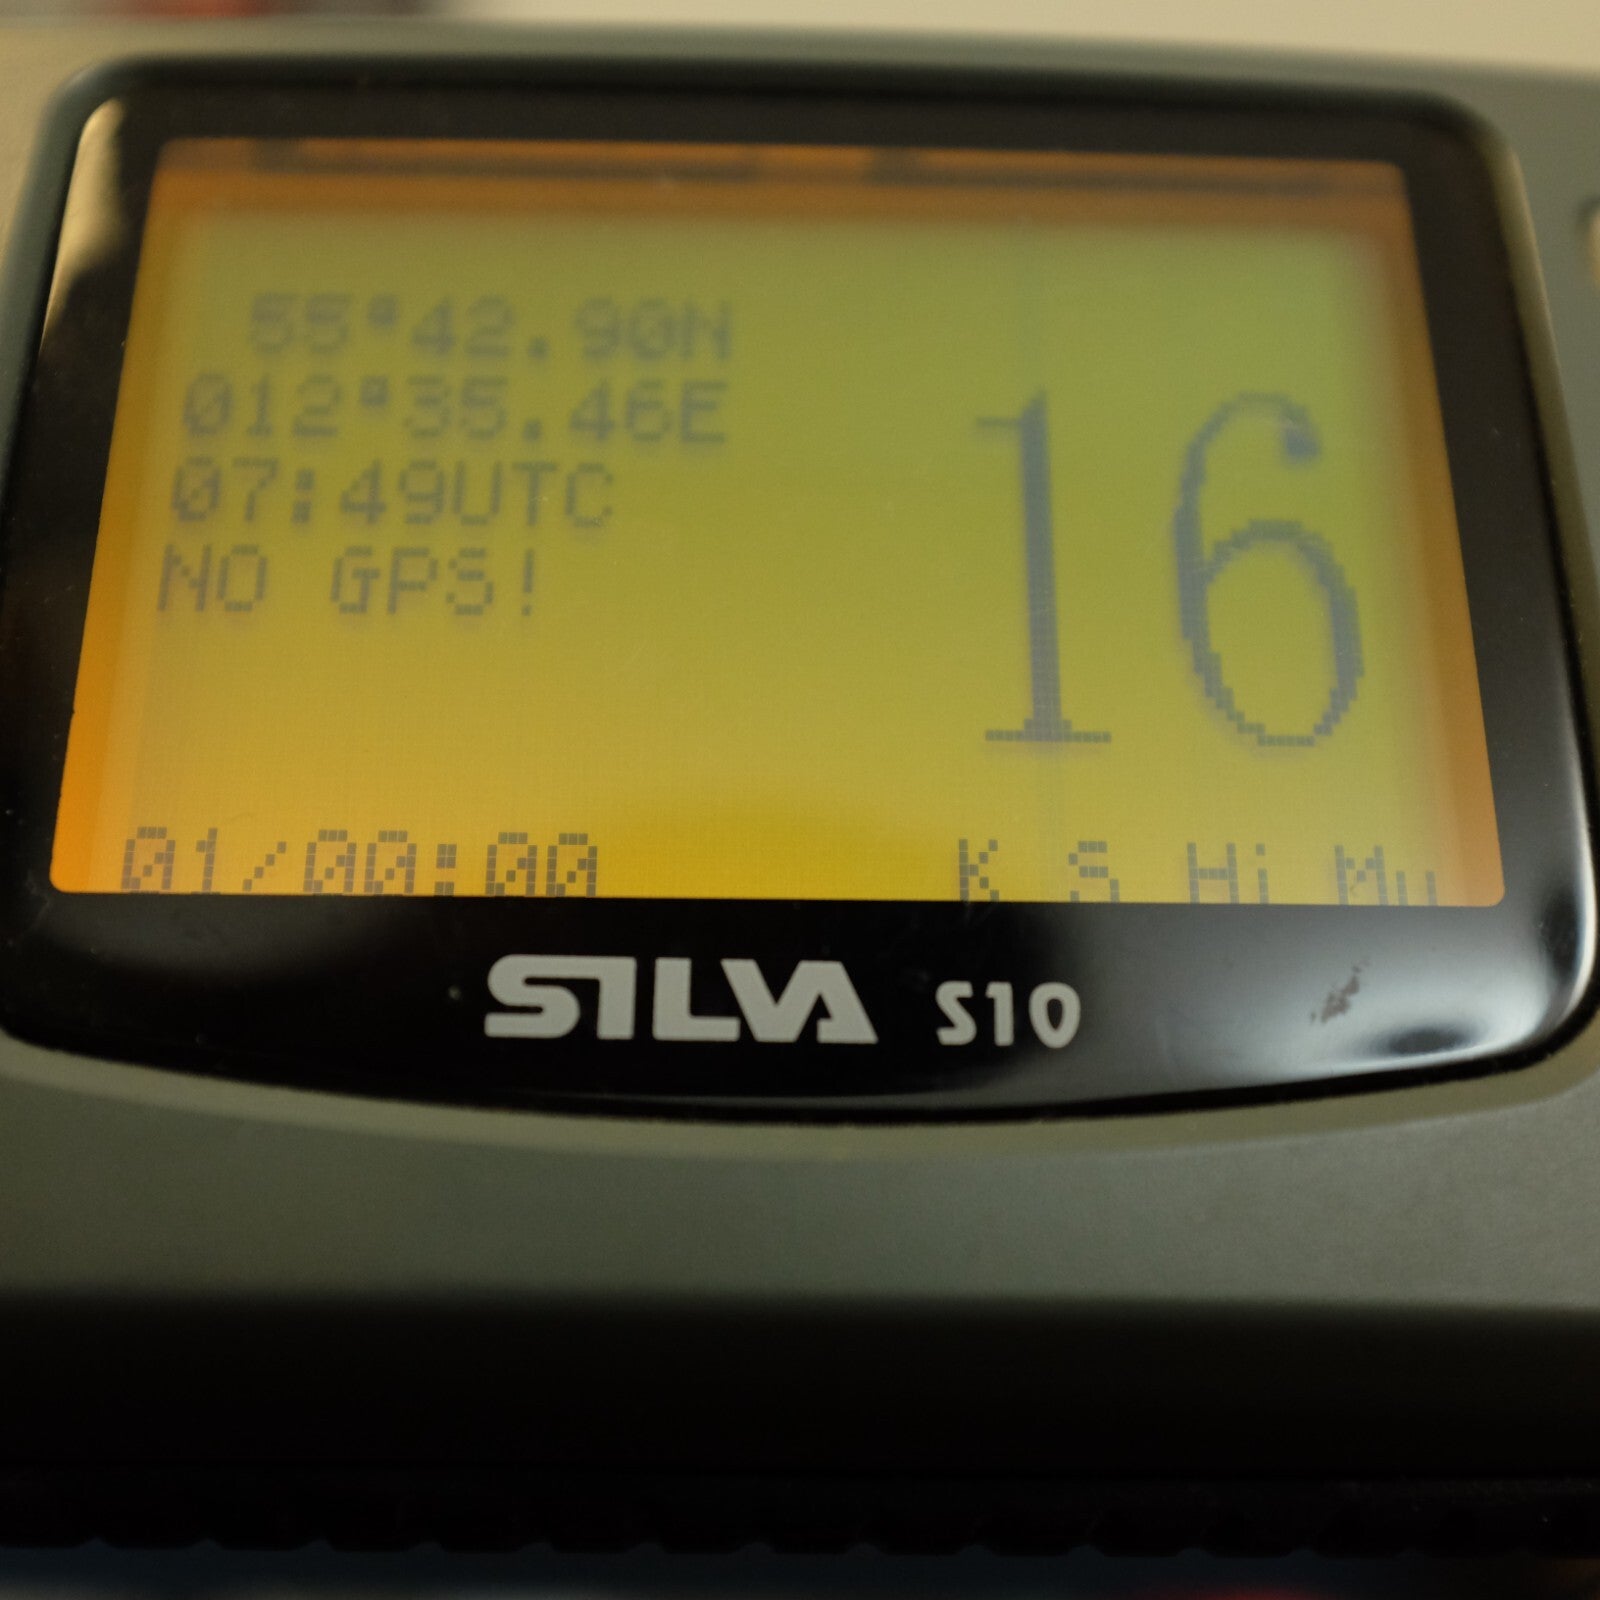 55°42.90N
012°35.46E
07:49UTC
NO GPS!
16
01/00:00
K S Hi Mu
SILVA S10